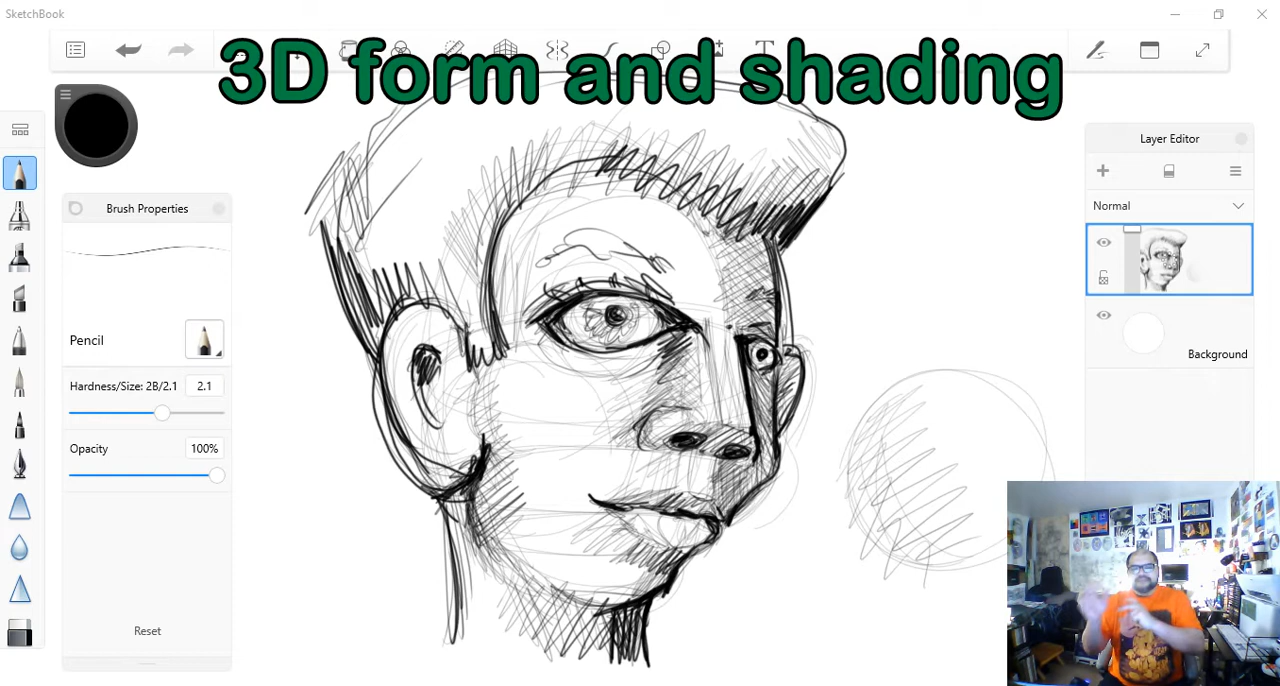 SketchBook
3D form and shading
Brush Properties
Pencil
Hardness/Size: 2B/2.1 2.1
Opacity 100%
Reset
Layer Editor
Normal
Background